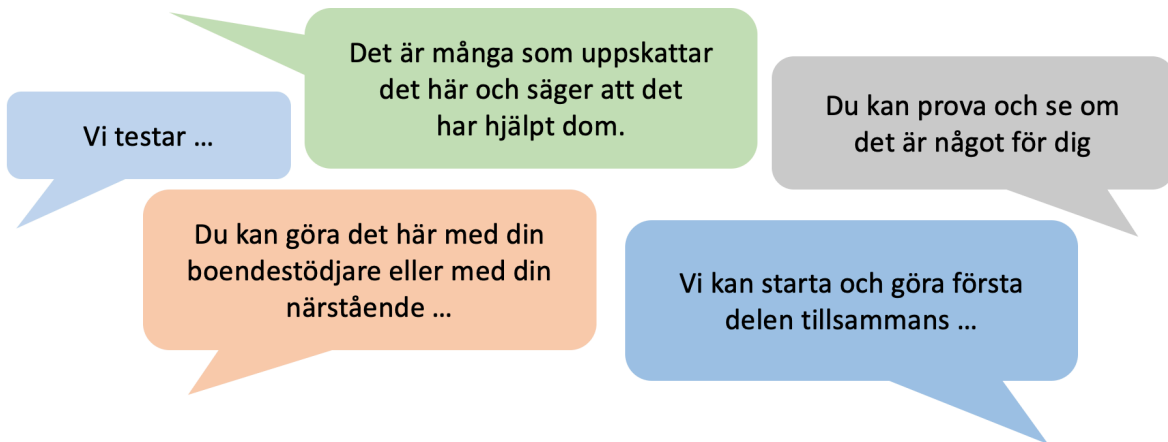 Det är många som uppskattar
det här och säger att det
har hjälpt dom.
Vi testar …
Du kan prova och se om
det är något för dig
Du kan göra det här med din
boendestödjare eller med din
närstående …
Vi kan starta och göra första
delen tillsammans …